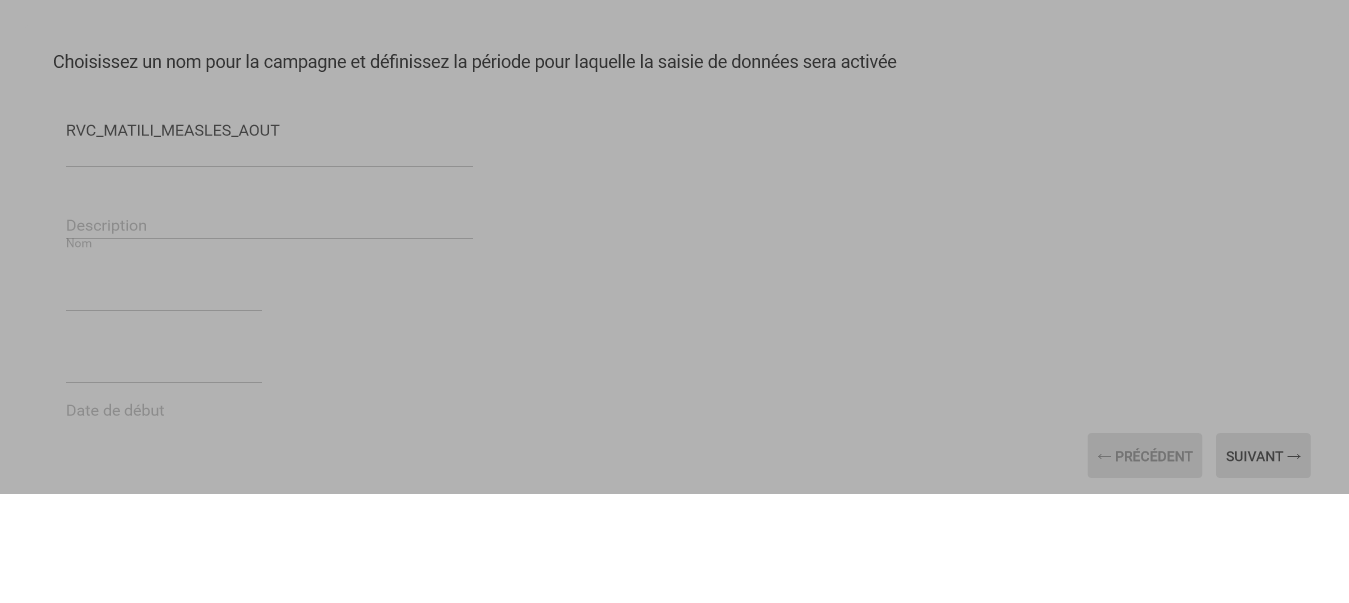 Choisissez un nom pour la campagne et définissez la période pour laquelle la saisie de données sera activée
RVC_MATILI_MEASLES_AOUT
Description
Nom
Date de début
← PRÉCÉDENT
SUIVANT →